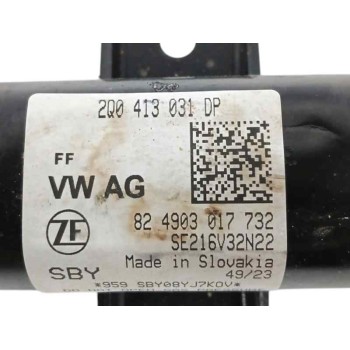 2Q0 413 031 DP
FF
VW AG
ZF
82 4903 017 732
SE216V32N22
SBY
Made in Slovakia
49/23
*959 SBY08YJ7KOV*